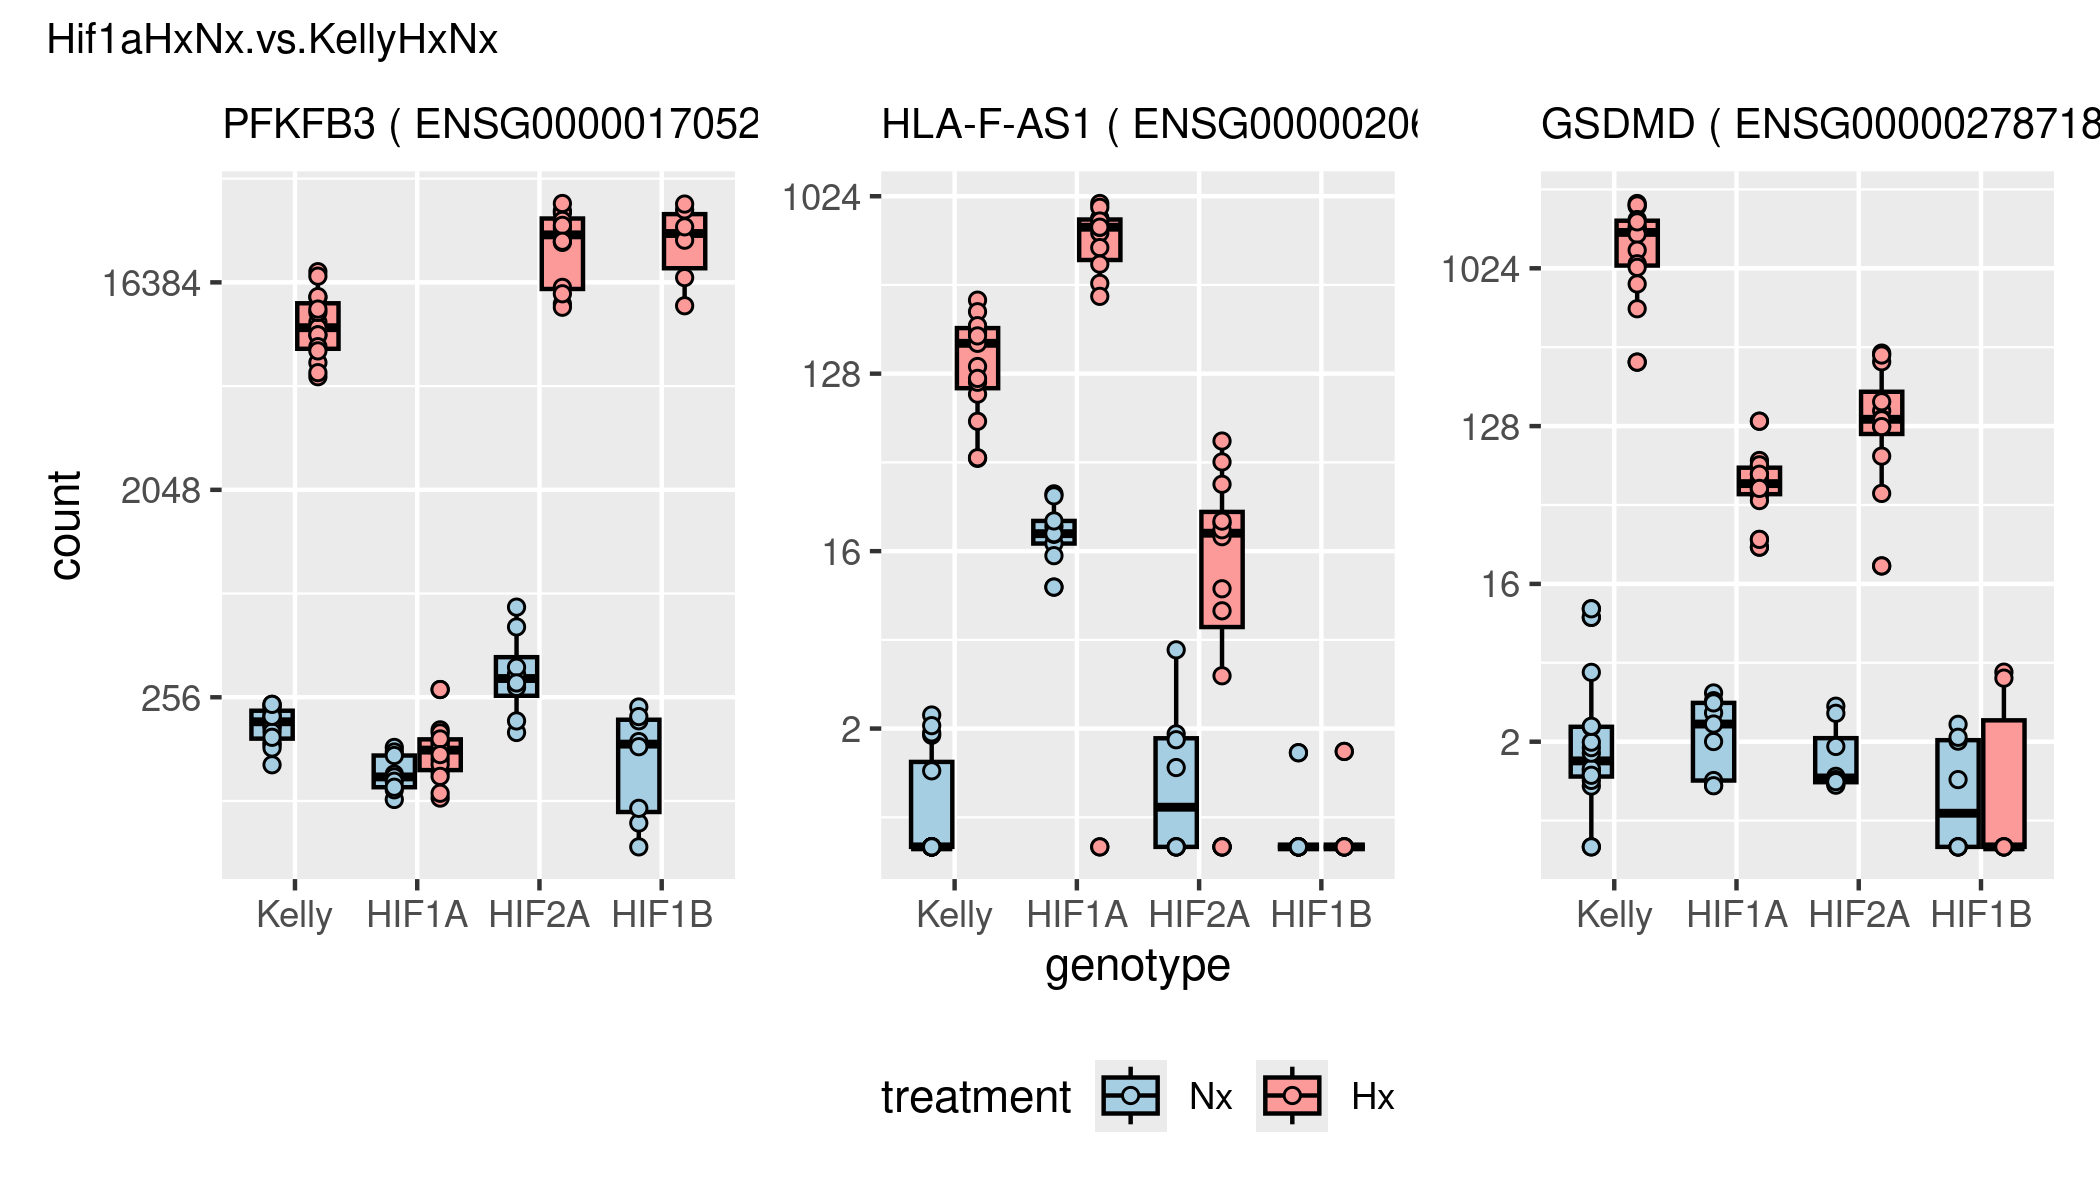 Hif1aHxNx.vs.KellyHxNx
PFKFB3 ( ENSG0000017052
HLA-F-AS1 ( ENSG00000206
GSDMD ( ENSG00000278718
count
16384
2048
256
Kelly HIF1A HIF2A HIF1B
1024
128
16
2
Kelly HIF1A HIF2A HIF1B
1024
128
16
2
Kelly HIF1A HIF2A HIF1B
genotype
treatment Nx Hx